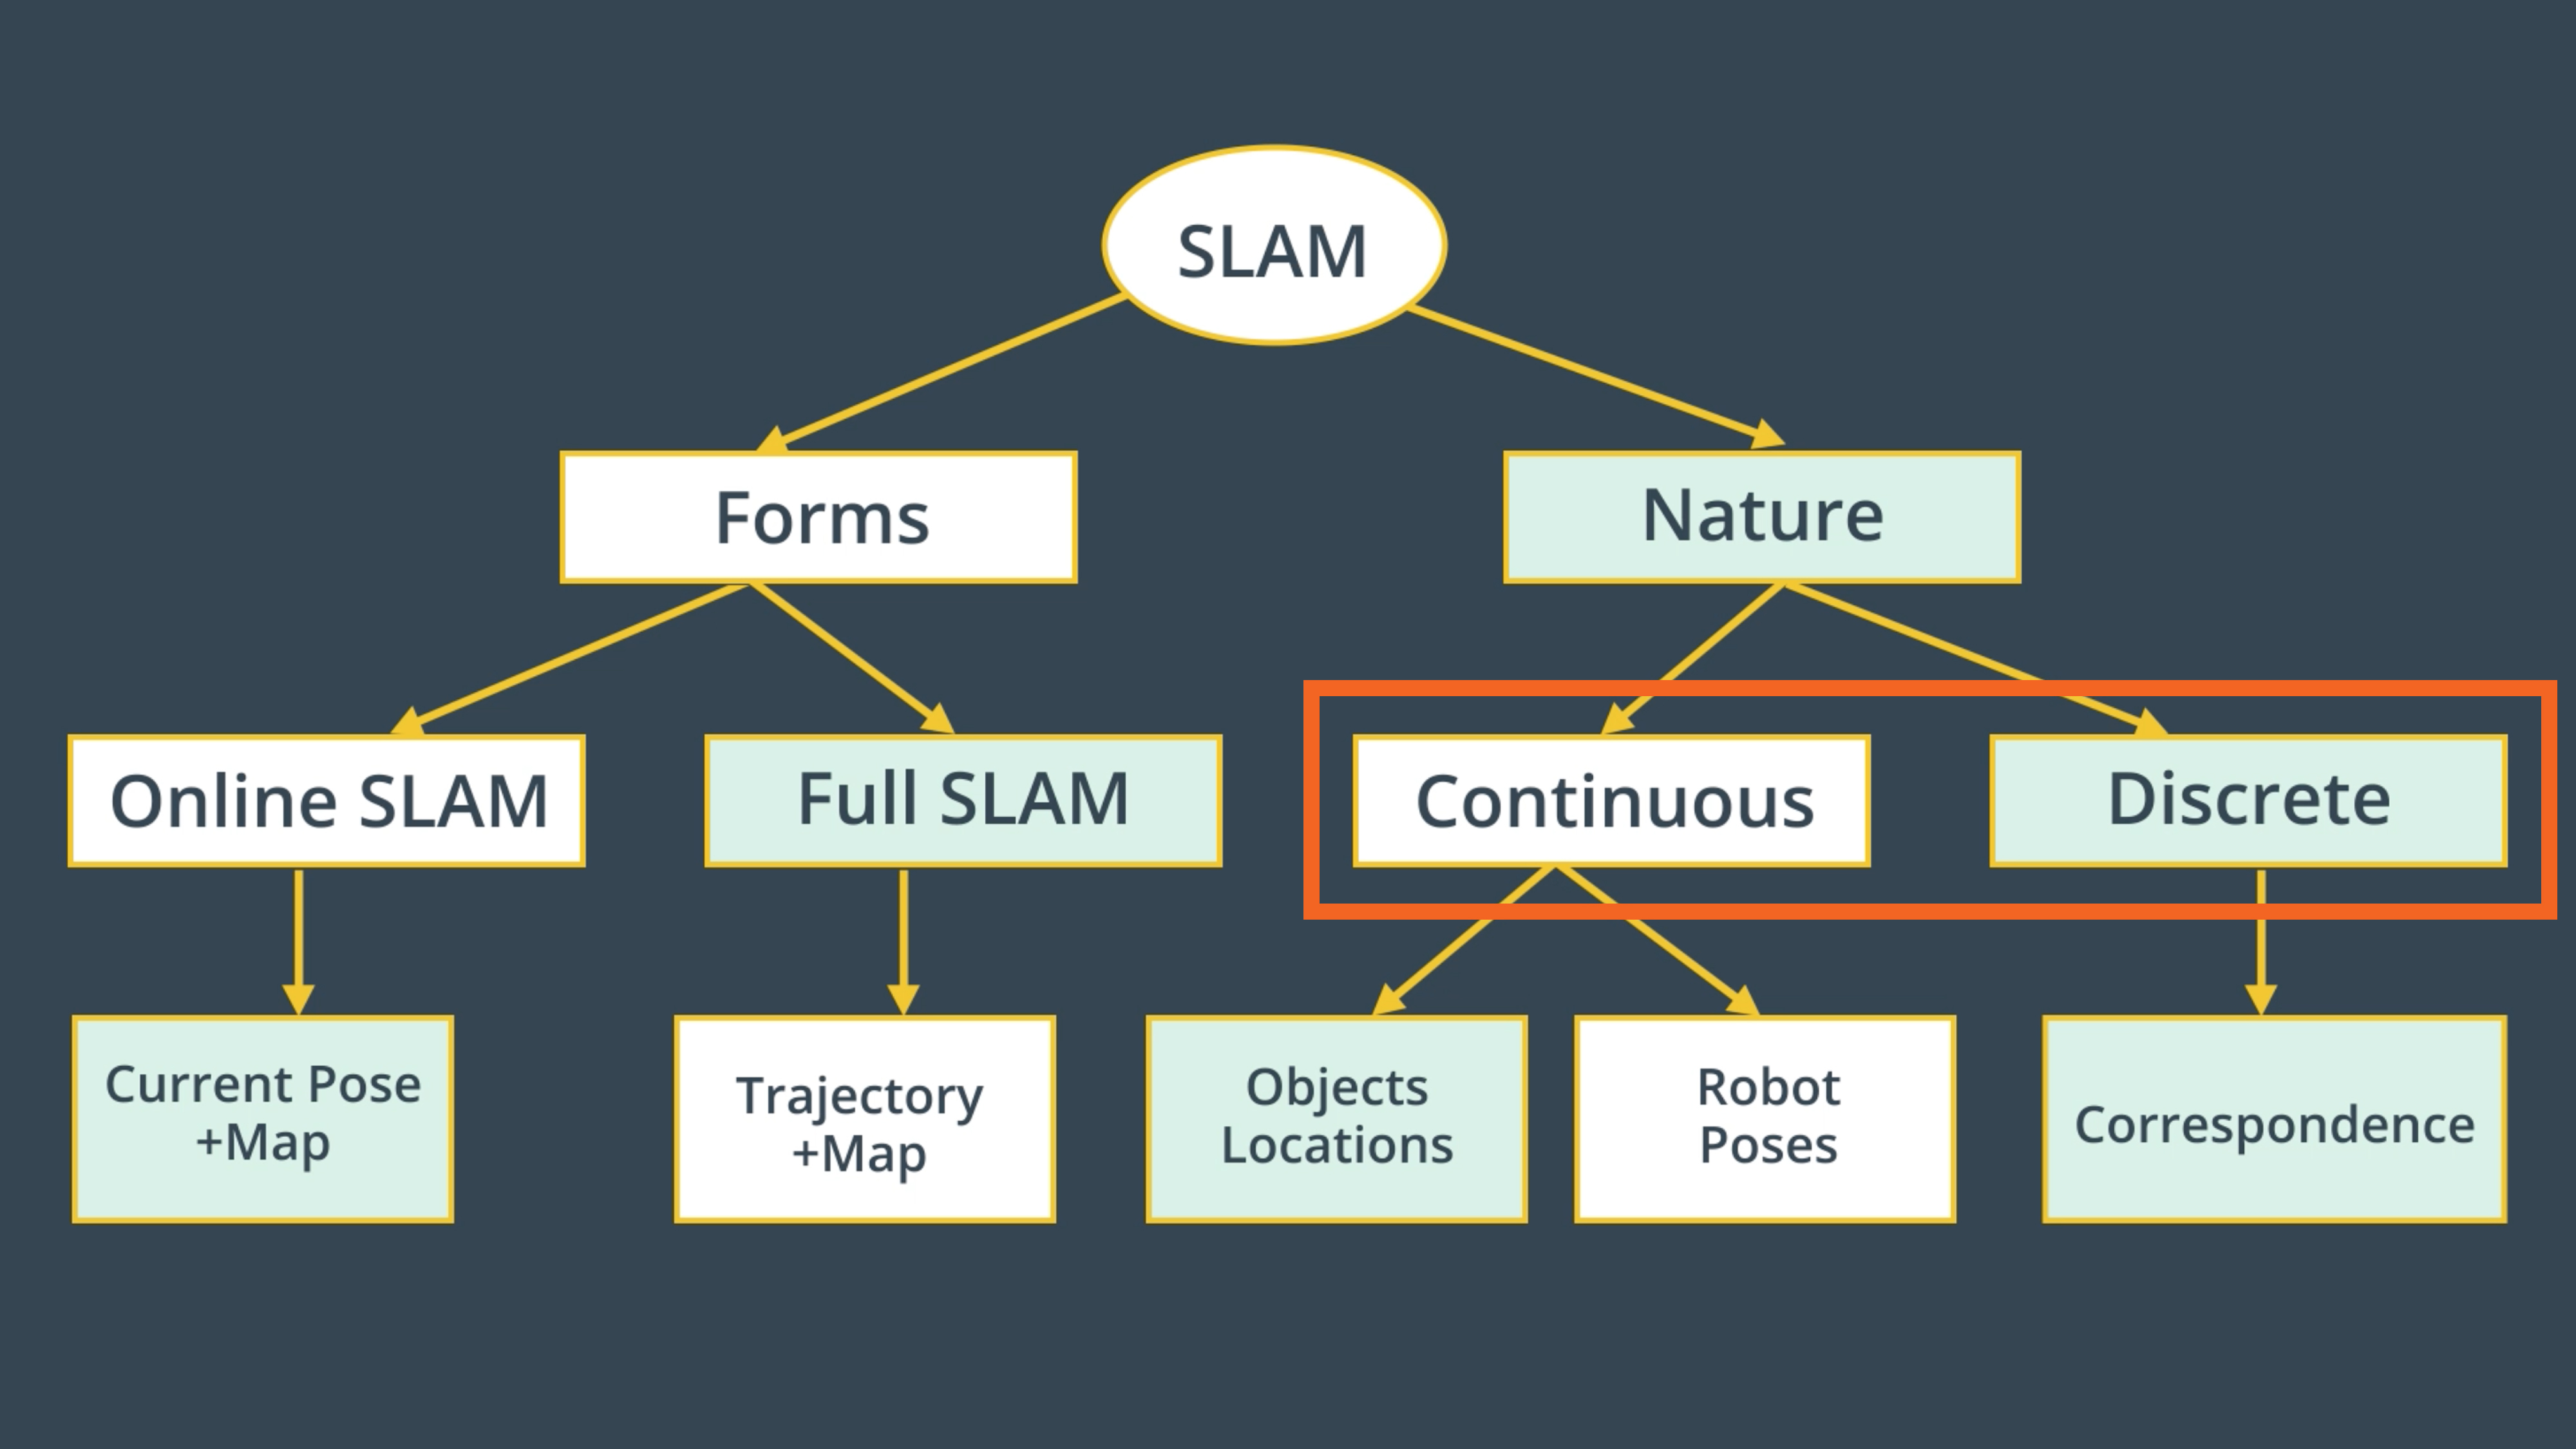 SLAM
Forms
Nature
Online SLAM
Full SLAM
Continuous
Discrete
Current Pose
+Map
Trajectory
+Map
Objects
Locations
Robot
Poses
Correspondence